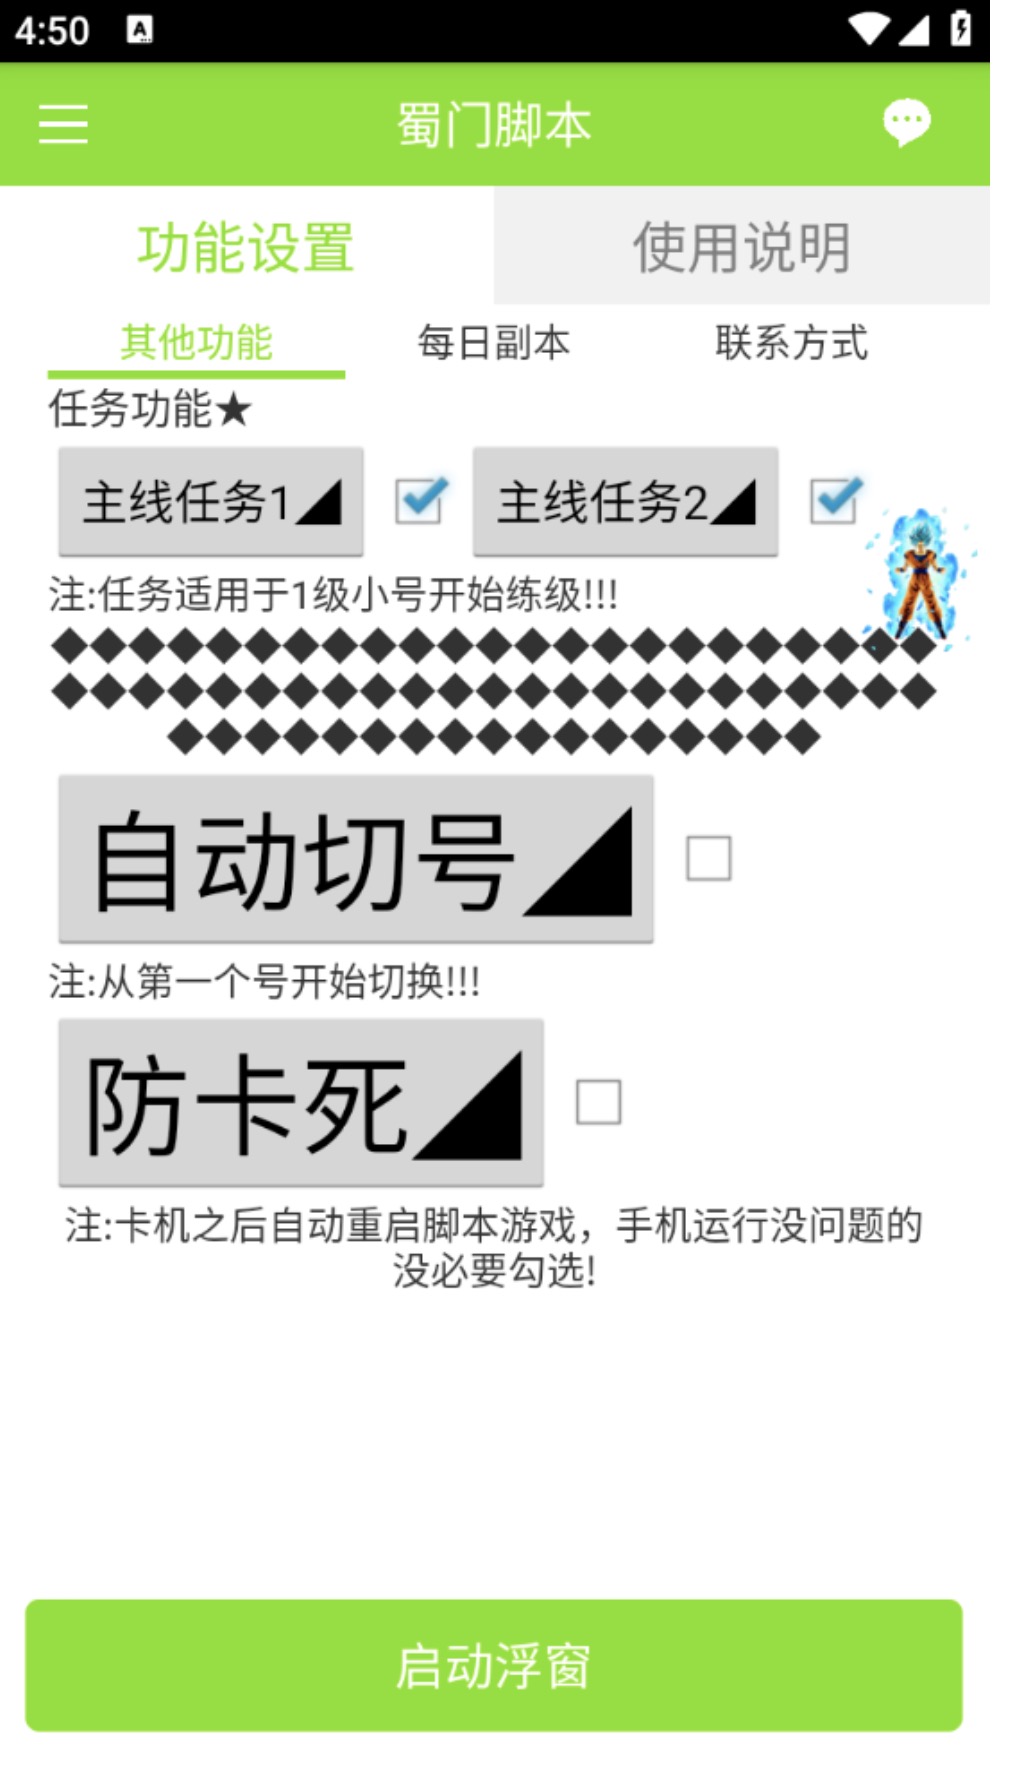 4:50
蜀门脚本
功能设置 使用说明
其他功能 每日副本 联系方式
任务功能★
主线任务1◢ 主线任务2◢
注:任务适用于1级小号开始练级!!!
◆◆◆◆◆◆◆◆◆◆◆◆◆◆◆◆◆◆◆◆◆◆◆
◆◆◆◆◆◆◆◆◆◆◆◆◆◆◆◆◆◆◆◆◆◆◆
◆◆◆◆◆◆◆◆◆◆◆◆◆◆◆◆◆
自动切号◢
注:从第一个号开始切换!!!
防卡死◢
注:卡机之后自动重启脚本游戏，手机运行没问题的
没必要勾选!
启动浮窗